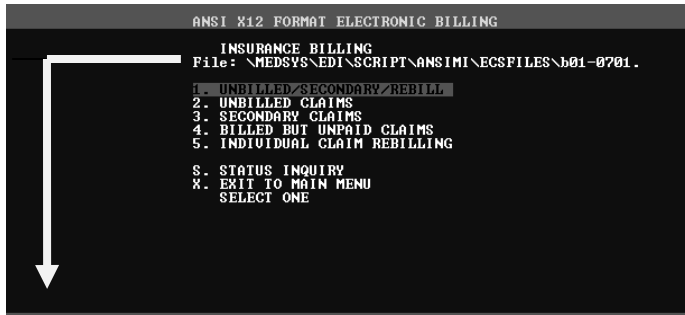 ANSI X12 FORMAT ELECTRONIC BILLING
INSURANCE BILLING
File: \MEDSYS\EDI\SCRIPT\ANSIMI\ECSFILES\b01-0701.
1. UNBILLED/SECONDARY/REBILL
2. UNBILLED CLAIMS
3. SECONDARY CLAIMS
4. BILLED BUT UNPAID CLAIMS
5. INDIVIDUAL CLAIM REBILLING
S. STATUS INQUIRY
X. EXIT TO MAIN MENU
SELECT ONE